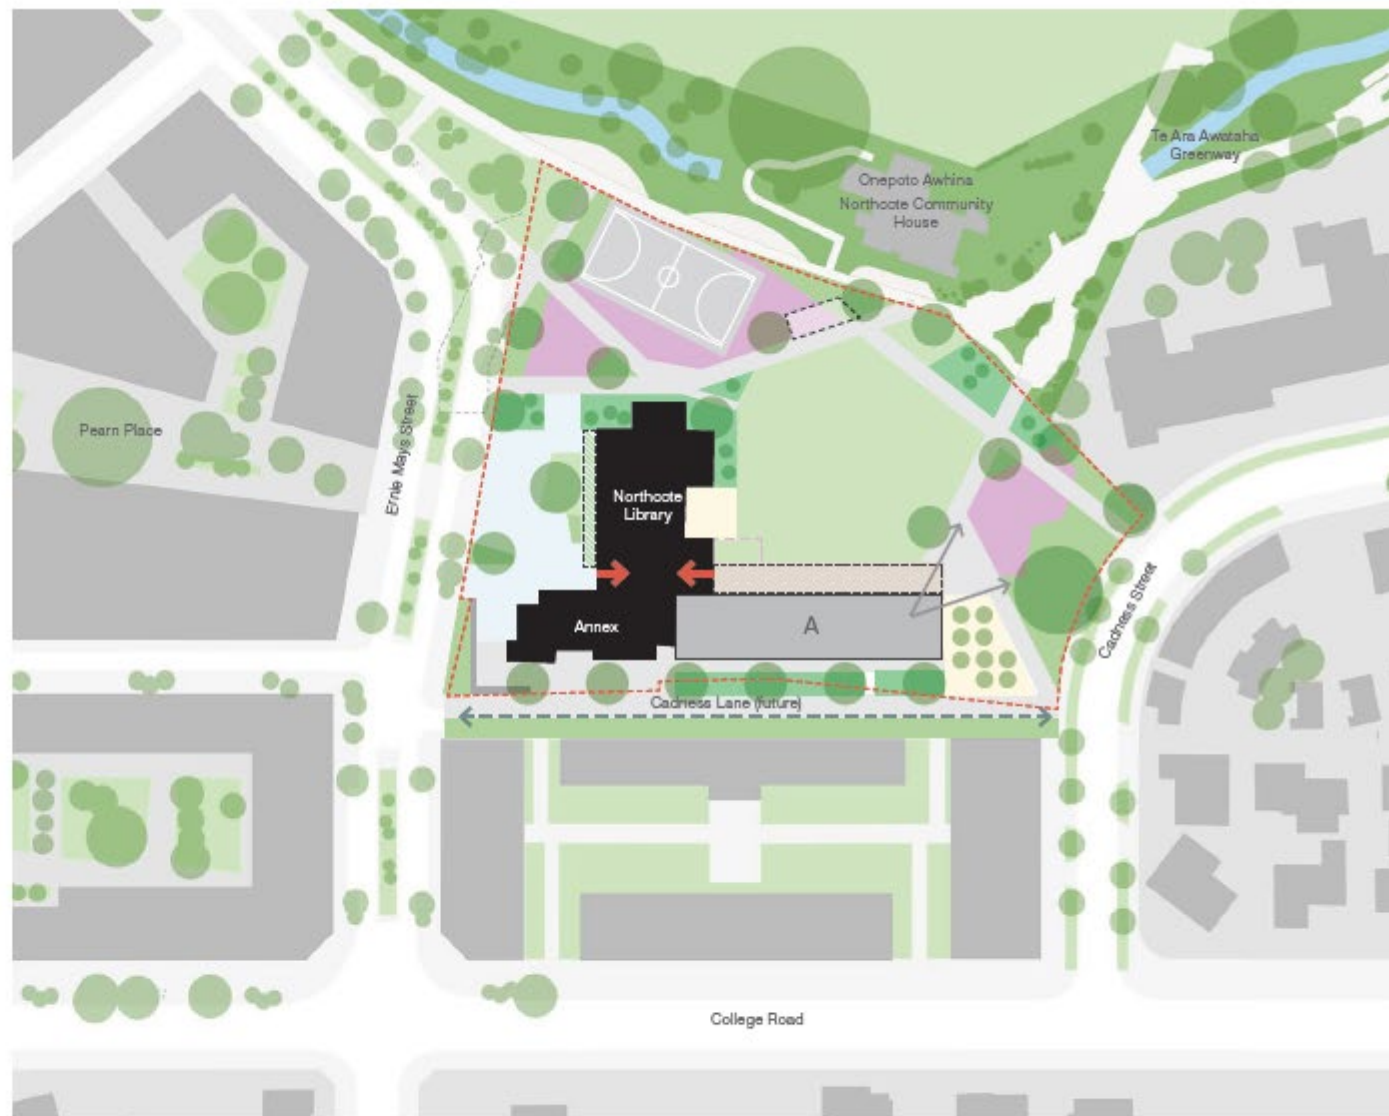 Te Ara Awataha
Greenway
Onepoto Awhina
Northcote Community
House
Pearn Place
Ernie Mays Street
Northcote
Library
Annex
A
Cadness Street
Cadness Lane (future)
College Road